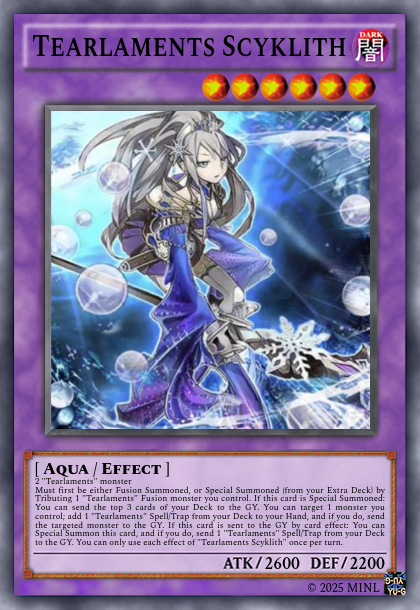 TEARLAMENTS SCYKLITH
DARK
闇
[ AQUA / EFFECT ]
2 "Tearlaments" monster
Must first be either Fusion Summoned, or Special Summoned (from your Extra Deck) by
Tributing 1 "Tearlaments" Fusion monster you control. If this card is Special Summoned:
You can send the top 3 cards of your Deck to the GY. You can target 1 monster you
control; add 1 "Tearlaments" Spell/Trap from your Deck to your Hand, and if you do, send
the targeted monster to the GY. If this card is sent to the GY by card effect: You can
Special Summon this card, and if you do, send 1 "Tearlaments" Spell/Trap from your Deck
to the GY. You can only use each effect of "Tearlaments Scyklith" once per turn.
ATK/2600 DEF/2200
© 2025 MINL
YU-G